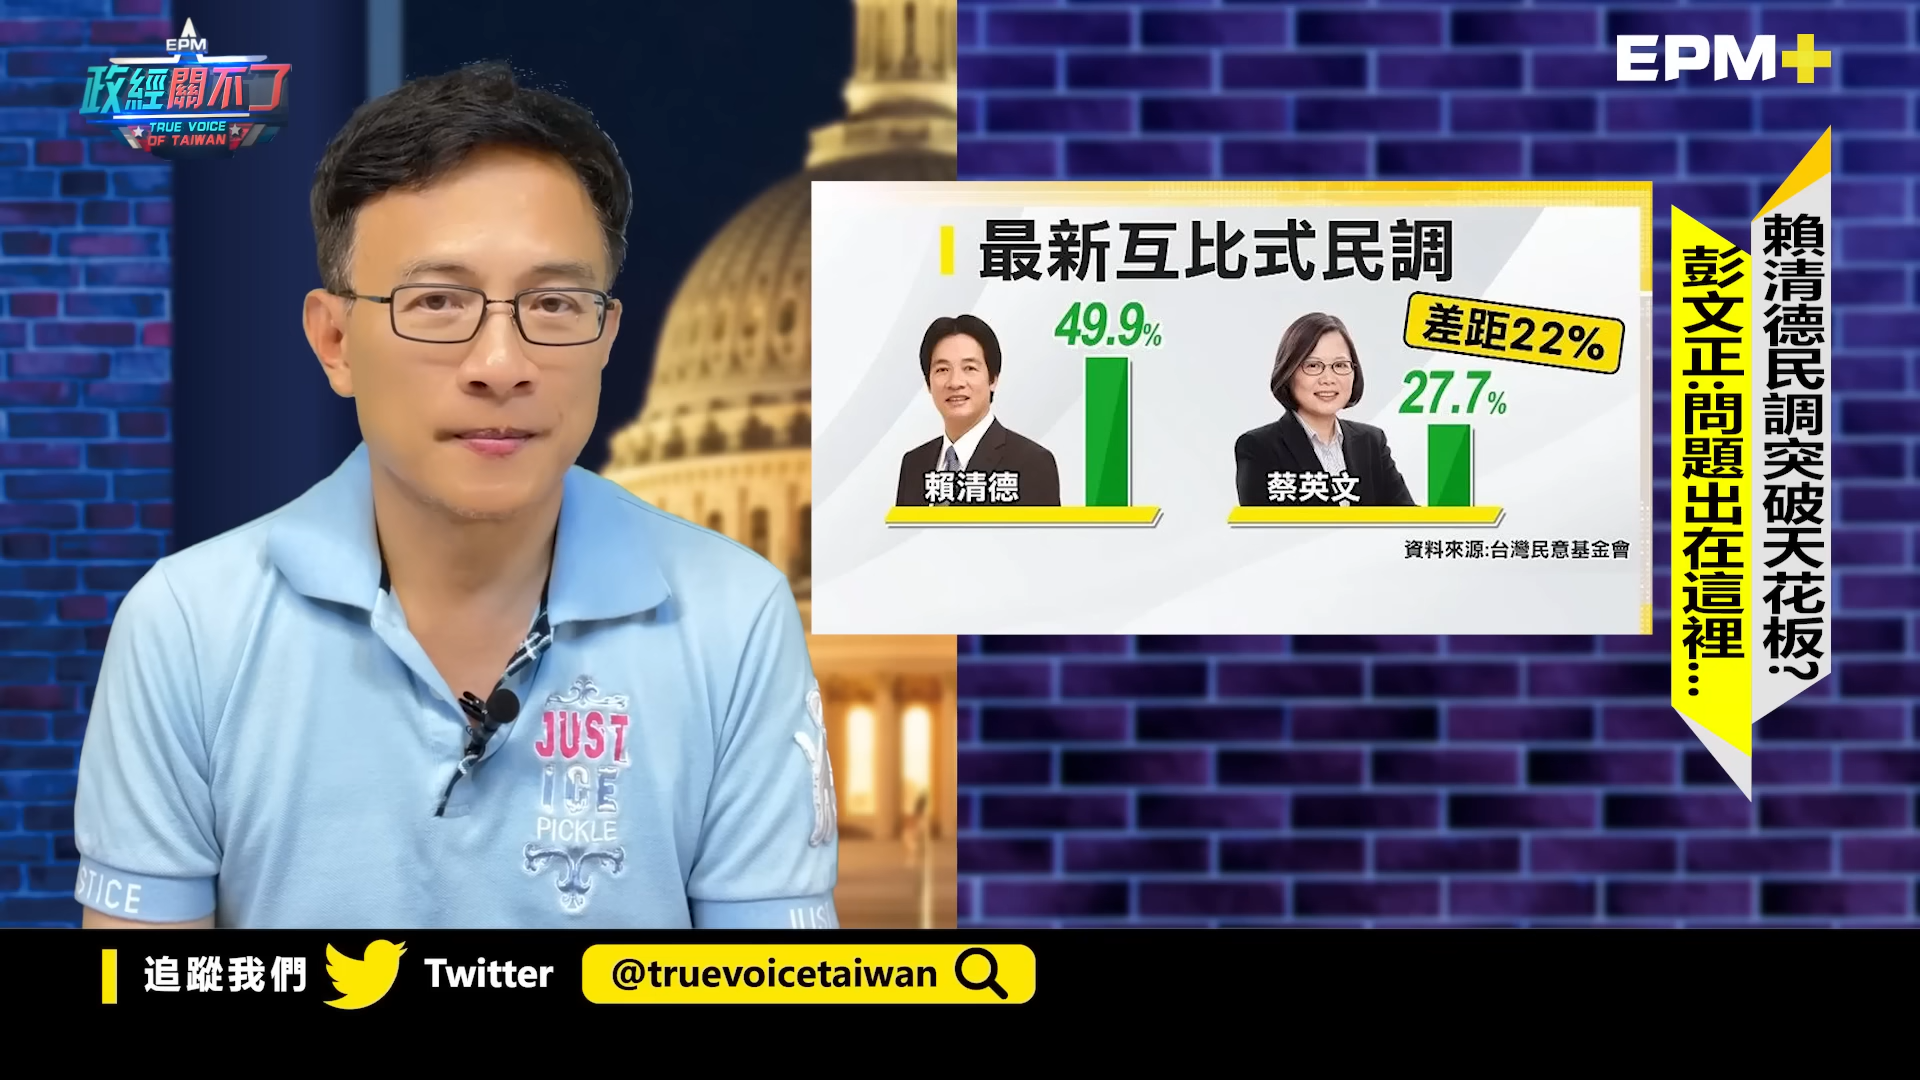 EPM
政經關不了
TRUE VOICE
OF TAIWAN
EPM+
最新互比式民調
差距22%
49.9%
賴清德
27.7%
蔡英文
資料來源:台灣民意基金會
賴清德民調突破天花板?
彭文正:問題出在這裡...
JUST
ICE
PICKLE
STICE
JUS
追蹤我們
Twitter
@truevoicetaiwan